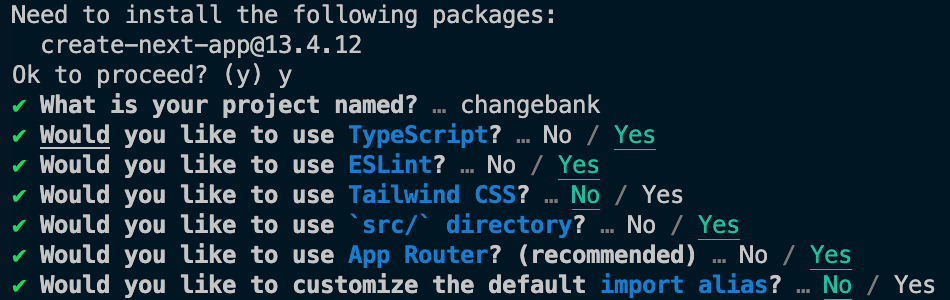 Need to install the following packages:
  create-next-app@13.4.12
Ok to proceed? (y) y
✔ What is your project named? … changebank
✔ Would you like to use TypeScript? … No / Yes
✔ Would you like to use ESLint? … No / Yes
✔ Would you like to use Tailwind CSS? … No / Yes
✔ Would you like to use `src/` directory? … No / Yes
✔ Would you like to use App Router? (recommended) … No / Yes
✔ Would you like to customize the default import alias? … No / Yes